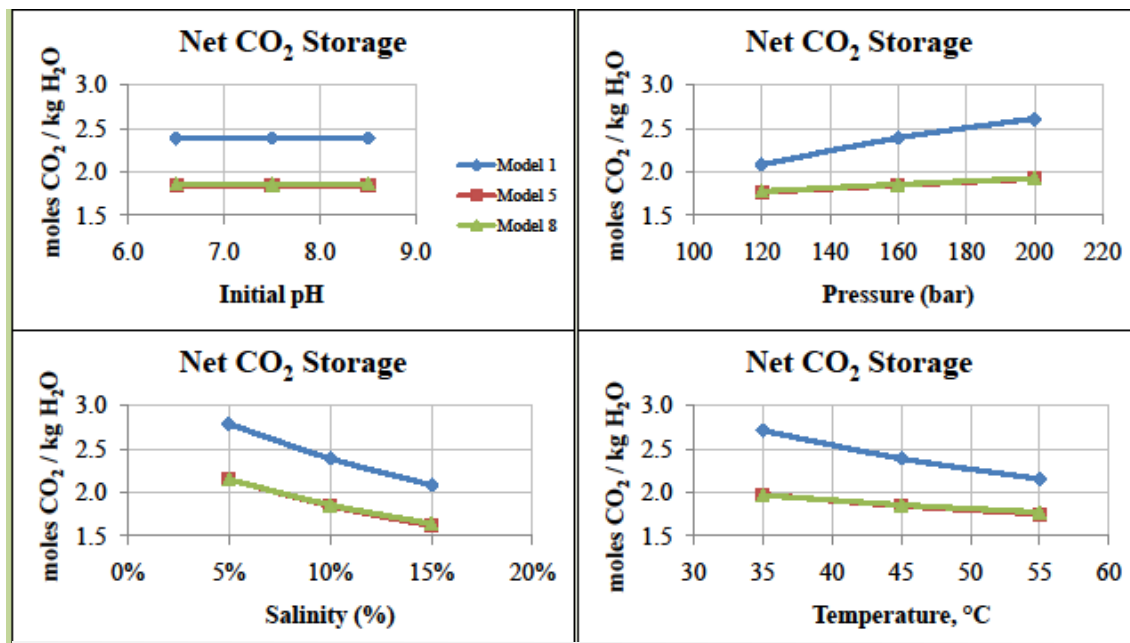 Net CO₂ Storage
moles CO₂ / kg H₂O
3.0
2.5
2.0
1.5
6.0 7.0 8.0 9.0
Initial pH
Model 1
Model 5
Model 8
Net CO₂ Storage
moles CO₂ / kg H₂O
3.0
2.5
2.0
1.5
100 120 140 160 180 200 220
Pressure (bar)
Net CO₂ Storage
moles CO₂ / kg H₂O
3.0
2.5
2.0
1.5
0% 5% 10% 15% 20%
Salinity (%)
Net CO₂ Storage
moles CO₂ / kg H₂O
3.0
2.5
2.0
1.5
30 35 40 45 50 55 60
Temperature, °C